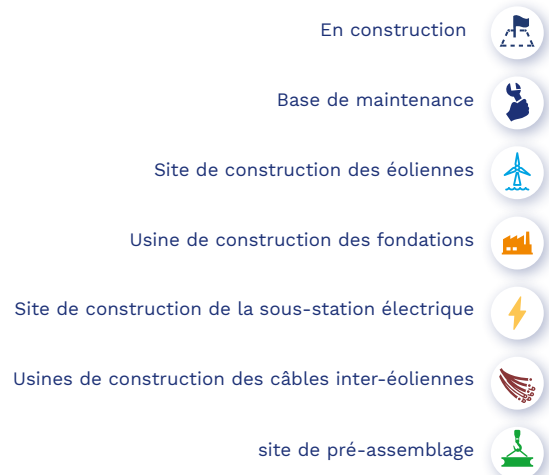 En construction
Base de maintenance
Site de construction des éoliennes
Usine de construction des fondations
Site de construction de la sous-station électrique
Usines de construction des câbles inter-éoliennes
site de pré-assemblage